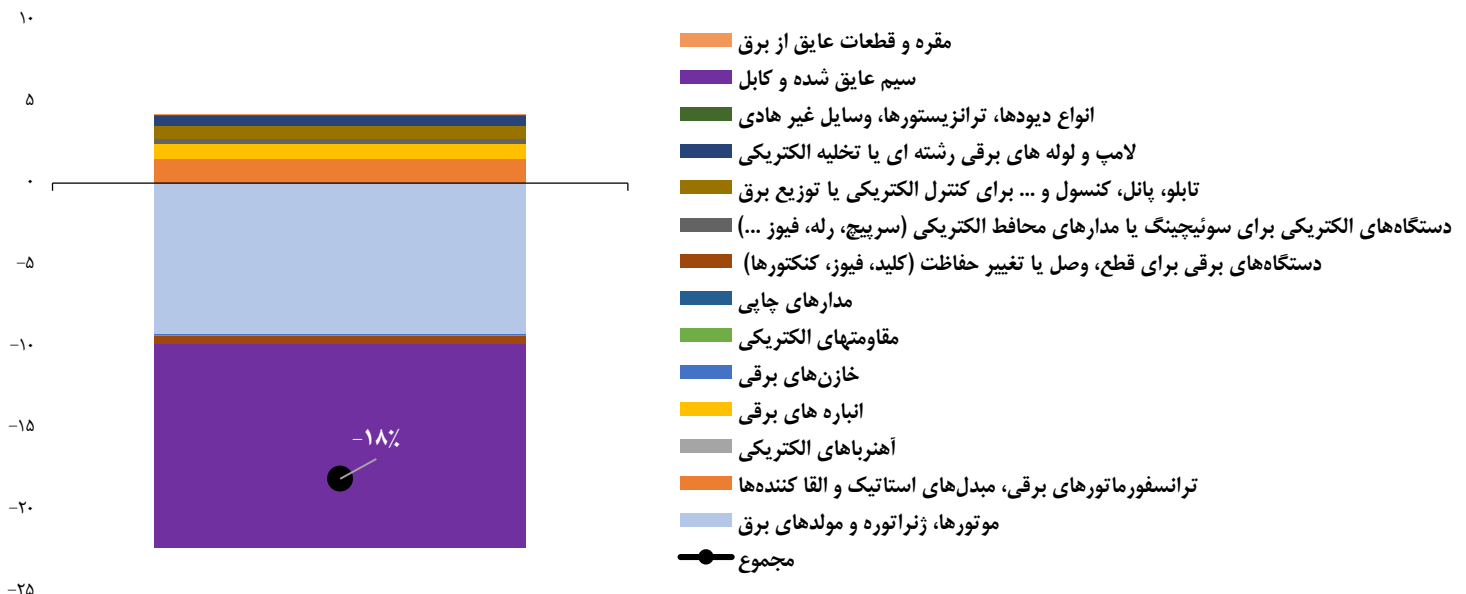 ۱۰
۵
۰
-۵
-۱۰
-۱۵
-۲۰
-۲۵
-۱۸٪
مقره و قطعات عایق از برق
سیم عایق شده و کابل
انواع دیودها، ترانزیستورها، وسایل غیر هادی
لامپ و لوله های برقی رشته ای یا تخلیه الکتریکی
تابلو، پانل، کنسول و ... برای کنترل الکتریکی یا توزیع برق
دستگاه‌های الکتریکی برای سوئیچینگ یا مدارهای محافظ الکتریکی (سرپیچ، رله، فیوز ...)
دستگاه‌های برقی برای قطع، وصل یا تغییر حفاظت (کلید، فیوز، کنکتورها)
مدارهای چاپی
مقاومتهای الکتریکی
خازن‌های برقی
انباره های برقی
آهنرباهای الکتریکی
ترانسفورماتورهای برقی، مبدل‌های استاتیک و القا کننده‌ها
موتورها، ژنراتوره و مولدهای برق
مجموع